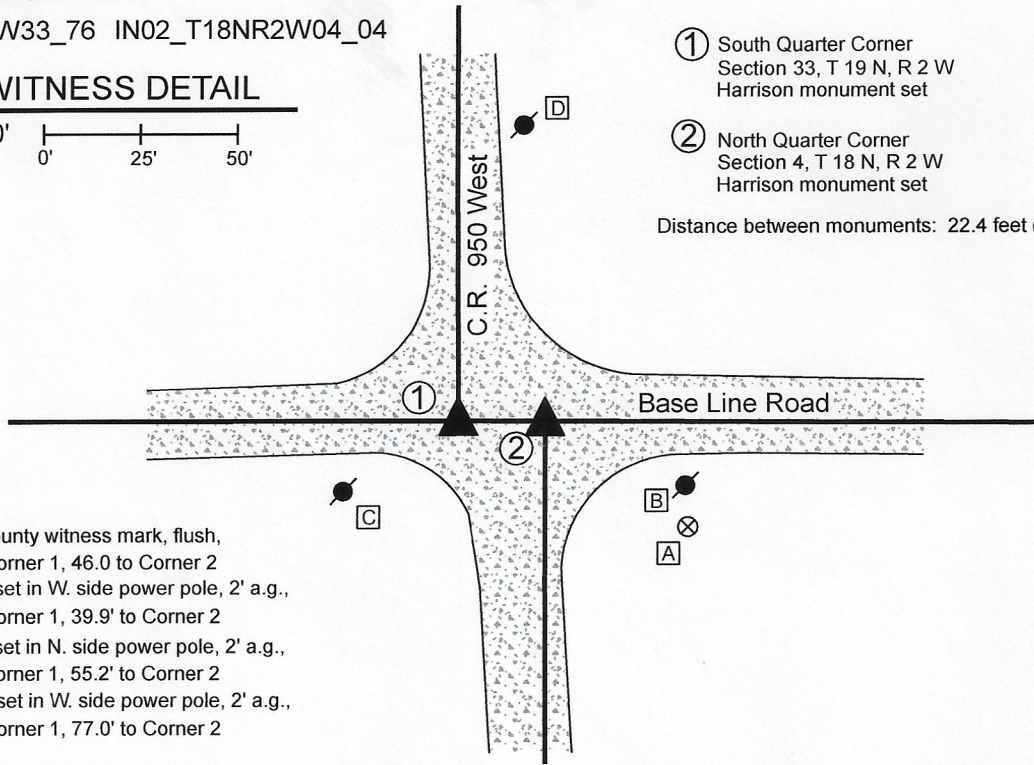 W33_76 IN02_T18NR2W04_04
WITNESS DETAIL
0'
0' 25' 50'
1 South Quarter Corner
Section 33, T 19 N, R 2 W
Harrison monument set
2 North Quarter Corner
Section 4, T 18 N, R 2 W
Harrison monument set
Distance between monuments: 22.4 feet
D
C.R. 950 West
1
Base Line Road
2
B
C
A
ounty witness mark, flush,
orner 1, 46.0 to Corner 2
set in W. side power pole, 2' a.g.,
orner 1, 39.9' to Corner 2
set in N. side power pole, 2' a.g.,
orner 1, 55.2' to Corner 2
set in W. side power pole, 2' a.g.,
orner 1, 77.0' to Corner 2